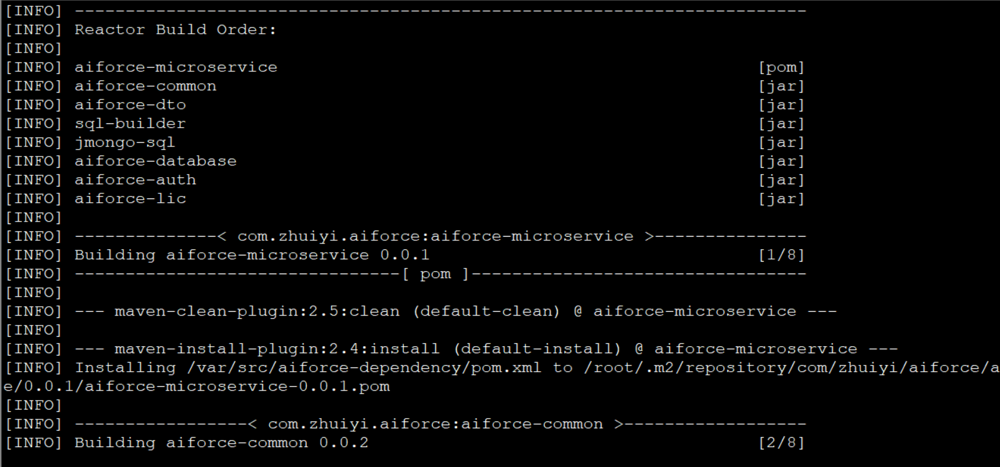 [INFO] ------------------------------------------------------------------------
[INFO] Reactor Build Order:
[INFO]
[INFO] aiforce-microservice [pom]
[INFO] aiforce-common [jar]
[INFO] aiforce-dto [jar]
[INFO] sql-builder [jar]
[INFO] jmongo-sql [jar]
[INFO] aiforce-database [jar]
[INFO] aiforce-auth [jar]
[INFO] aiforce-lic [jar]
[INFO]
[INFO] --------------< com.zhuiyi.aiforce:aiforce-microservice >---------------
[INFO] Building aiforce-microservice 0.0.1 [1/8]
[INFO] --------------------------------[ pom ]---------------------------------
[INFO]
[INFO] --- maven-clean-plugin:2.5:clean (default-clean) @ aiforce-microservice ---
[INFO]
[INFO] --- maven-install-plugin:2.4:install (default-install) @ aiforce-microservice ---
[INFO] Installing /var/src/aiforce-dependency/pom.xml to /root/.m2/repository/com/zhuiyi/aiforce/a
e/0.0.1/aiforce-microservice-0.0.1.pom
[INFO]
[INFO] -----------------< com.zhuiyi.aiforce:aiforce-common >------------------
[INFO] Building aiforce-common 0.0.2 [2/8]